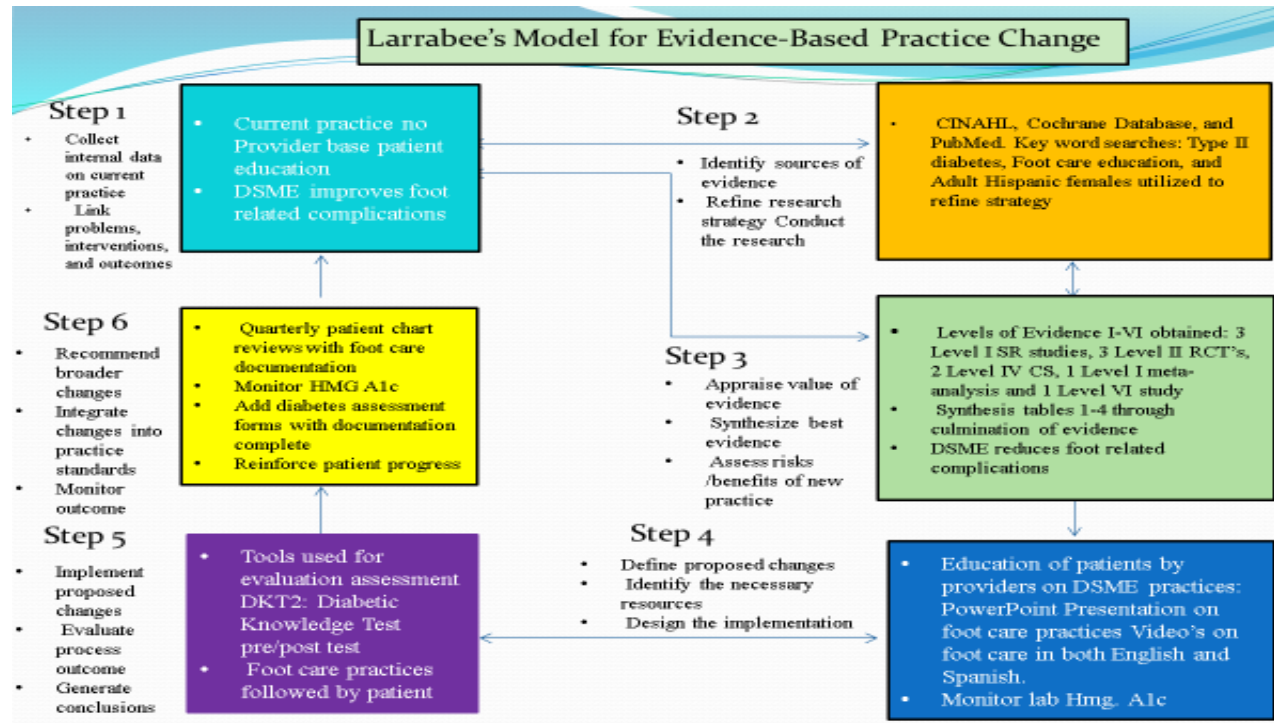 Larrabee's Model for Evidence-Based Practice Change
Step 1
• Collect
internal data
on current
practice
• Link
problems,
interventions,
and outcomes
• Current practice no
Provider base patient
education
• DSME improves foot
related complications
Step 2
• Identify sources of
evidence
• Refine research
strategy Conduct
the research
• CINAHL, Cochrane Database, and
PubMed. Key word searches: Type II
diabetes, Foot care education, and
Adult Hispanic females utilized to
refine strategy
Step 3
• Appraise value of
evidence
• Synthesize best
evidence
• Assess risks
/benefits of new
practice
• Levels of Evidence I-VI obtained: 3
Level I SR studies, 3 Level II RCT's,
2 Level IV CS, 1 Level I meta-
analysis and 1 Level VI study
• Synthesis tables 1-4 through
culmination of evidence
• DSME reduces foot related
complications
Step 4
• Define proposed changes
• Identify the necessary
resources
• Design the implementation
• Education of patients by
providers on DSME practices:
PowerPoint Presentation on
foot care practices Video's on
foot care in both English and
Spanish.
• Monitor lab Hmg. A1c
Step 5
• Implement
proposed
changes
• Evaluate
process
outcome
• Generate
conclusions
• Tools used for
evaluation assessment
DKT2: Diabetic
Knowledge Test
pre/post test
• Foot care practices
followed by patient
Step 6
• Recommend
broader
changes
• Integrate
changes into
practice
standards
• Monitor
outcome
• Quarterly patient chart
reviews with foot care
documentation
• Monitor HMG A1c
• Add diabetes assessment
forms with documentation
complete
• Reinforce patient progress